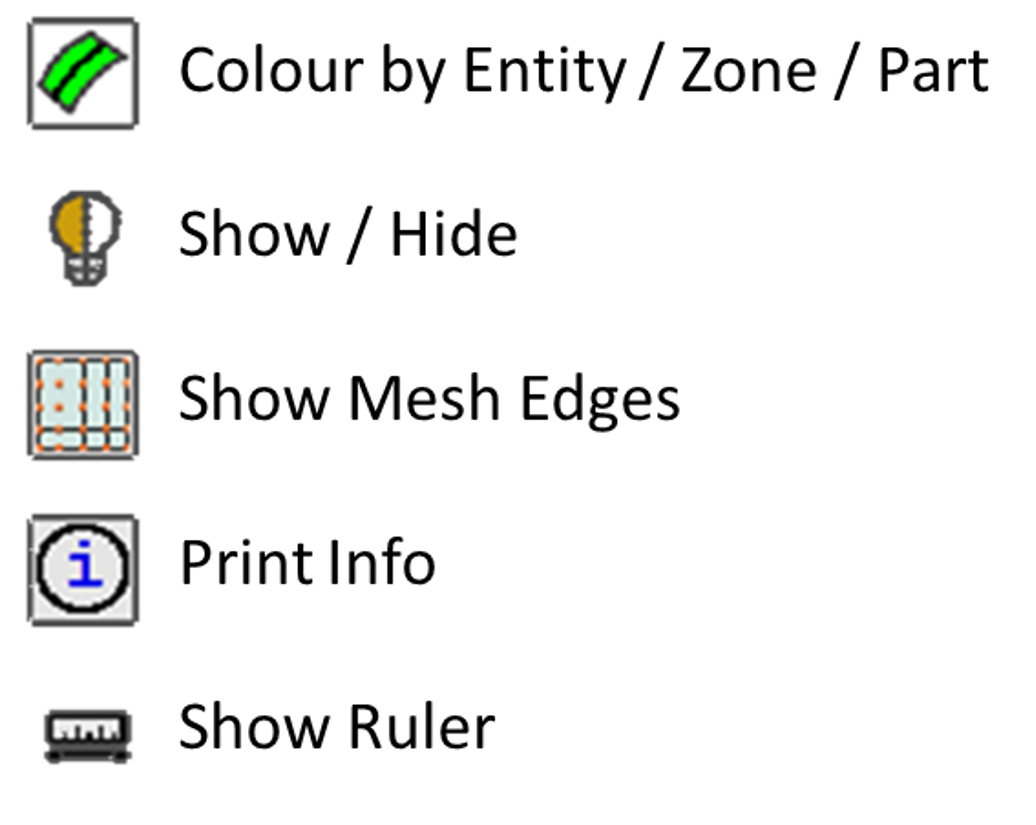 Colour by Entity / Zone / Part
Show / Hide
Show Mesh Edges
i Print Info
Show Ruler